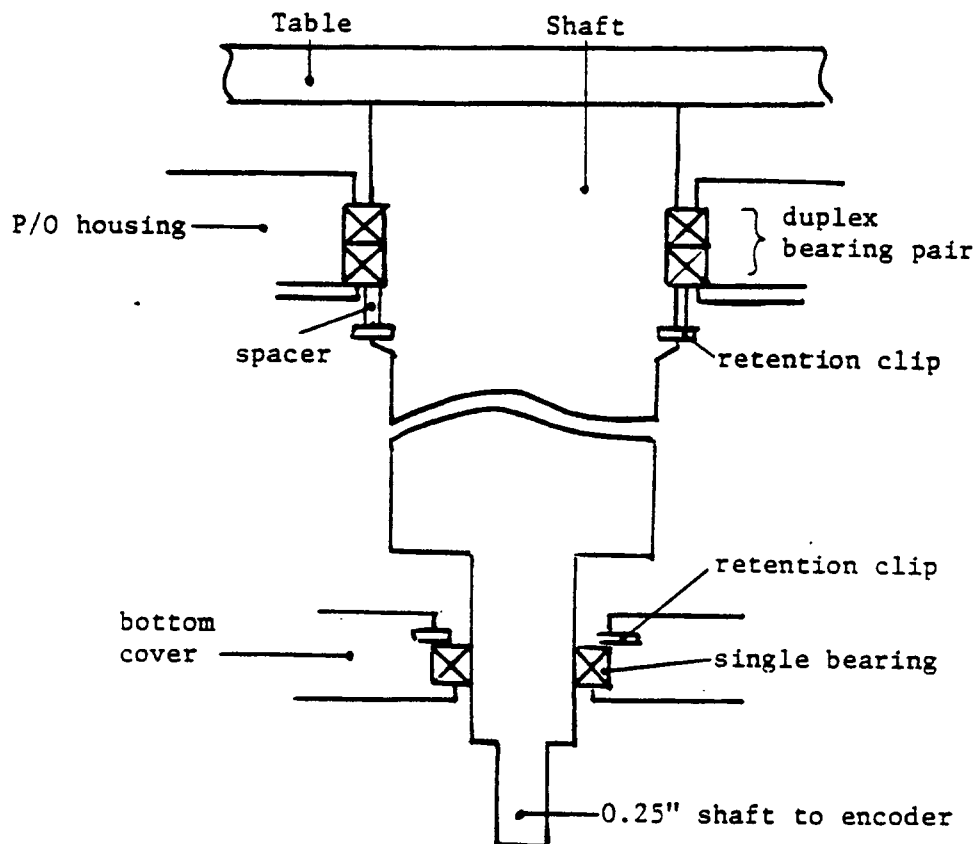 Table
Shaft
P/O housing
duplex
bearing pair
spacer
retention clip
retention clip
bottom
cover
single bearing
0.25" shaft to encoder